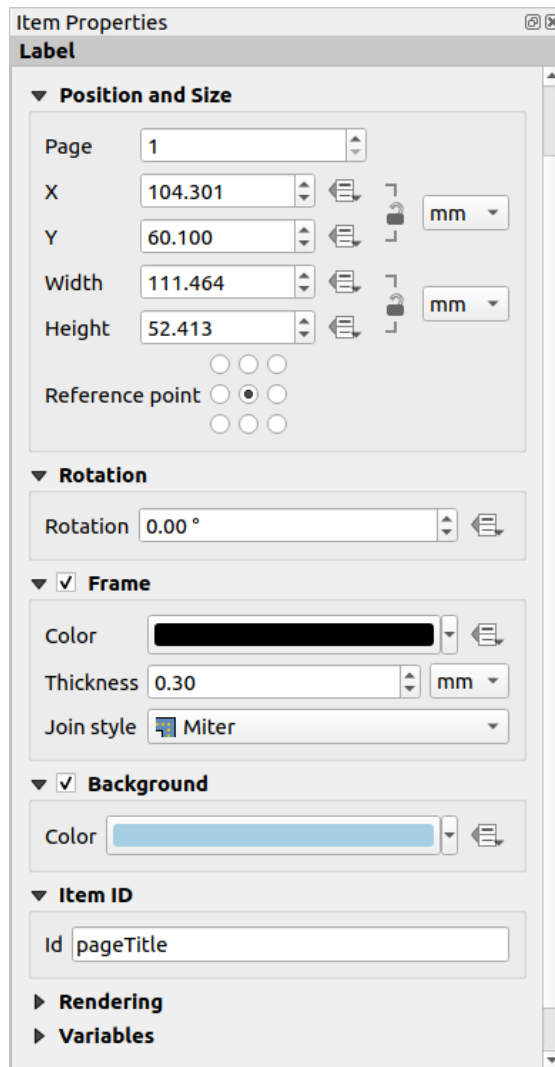 Item Properties
Label
Position and Size
Page 1
X 104.301
mm
Y 60.100
Width 111.464
mm
Height 52.413
Reference point
Rotation
Rotation 0.00 °
Frame
Color
Thickness 0.30 mm
Join style Miter
Background
Color
Item ID
Id pageTitle
Rendering
Variables